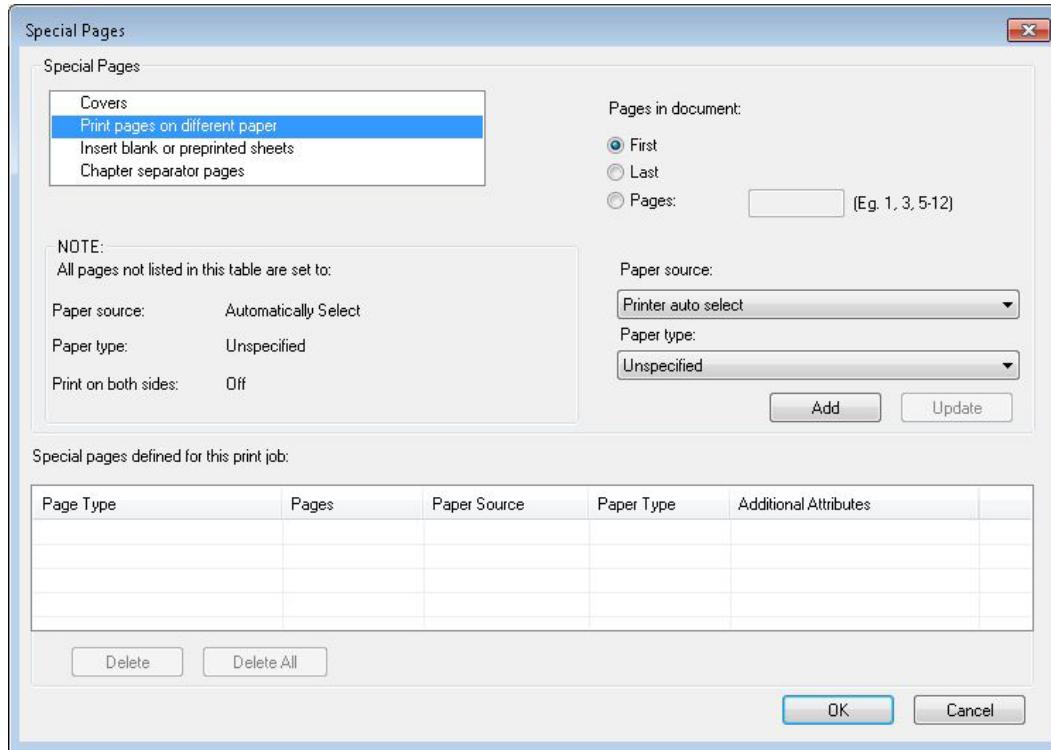 Special Pages
Special Pages
Covers
Print pages on different paper
Insert blank or preprinted sheets
Chapter separator pages
Pages in document:
First
Last
Pages: (Eg. 1, 3, 5-12)
NOTE:
All pages not listed in this table are set to:
Paper source: Automatically Select
Paper type: Unspecified
Print on both sides: Off
Paper source:
Printer auto select
Paper type:
Unspecified
Add Update
Special pages defined for this print job:
Page Type Pages Paper Source Paper Type Additional Attributes
Delete Delete All
OK Cancel